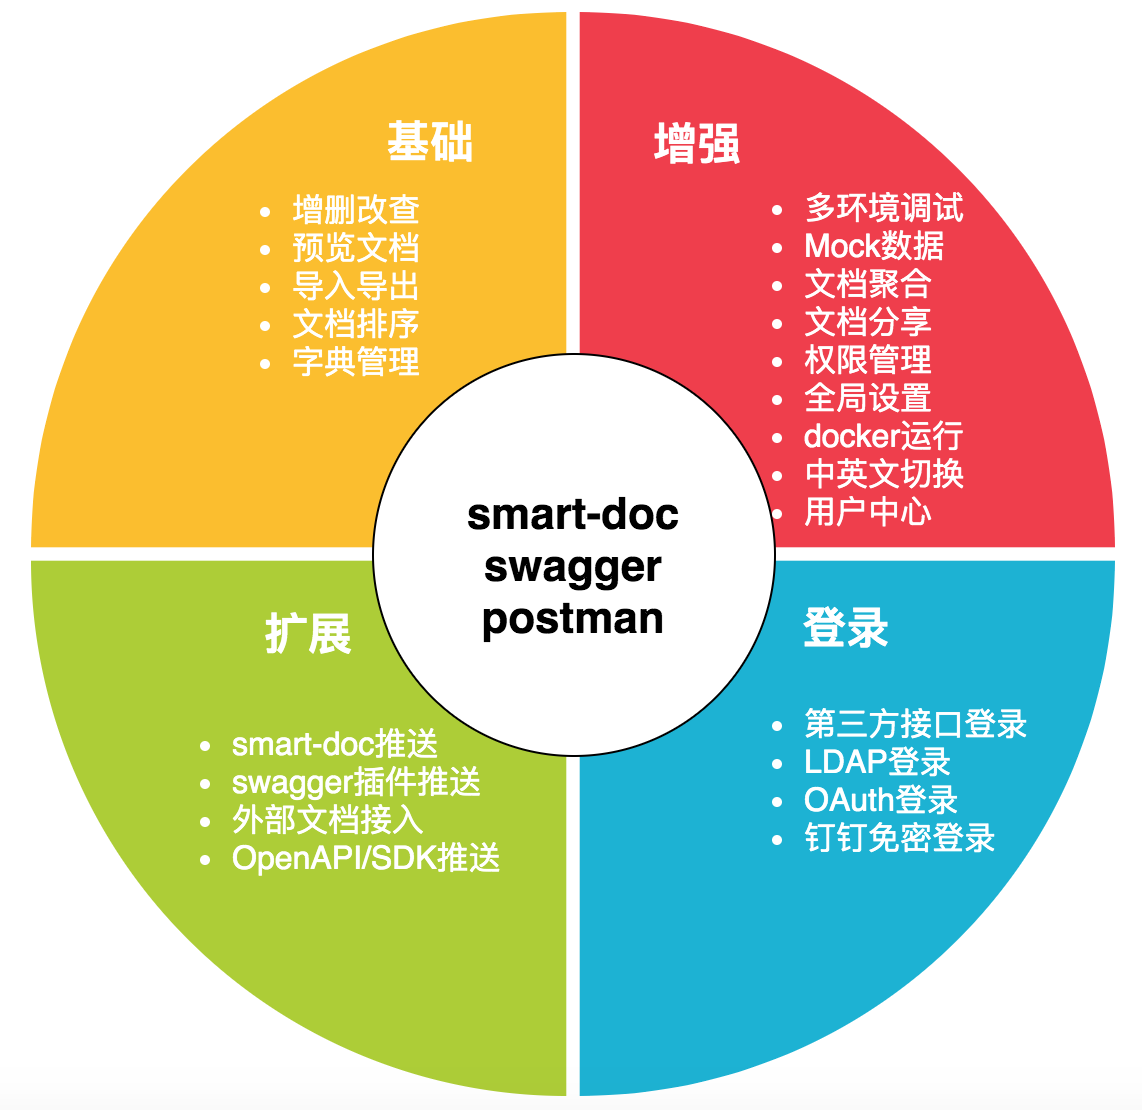 基础
• 增删改查
• 预览文档
• 导入导出
• 文档排序
• 字典管理
增强
• 多环境调试
• Mock数据
• 文档聚合
• 文档分享
• 权限管理
• 全局设置
• docker运行
• 中英文切换
• 用户中心
smart-doc
swagger
postman
扩展
• smart-doc推送
• swagger插件推送
• 外部文档接入
• OpenAPI/SDK推送
登录
• 第三方接口登录
• LDAP登录
• OAuth登录
• 钉钉免密登录